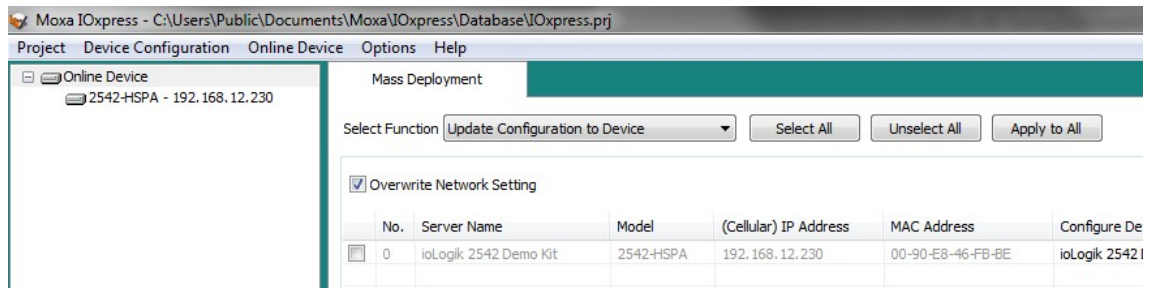 Moxa IOxpress - C:\Users\Public\Documents\Moxa\IOxpress\Database\IOxpress.prj
Project Device Configuration Online Device Options Help
Online Device
2542-HSPA - 192.168.12.230
Mass Deployment
Select Function Update Configuration to Device Select All Unselect All Apply to All
Overwrite Network Setting
No. Server Name Model (Cellular) IP Address MAC Address Configure De
0 ioLogik 2542 Demo Kit 2542-HSPA 192.168.12.230 00-90-E8-46-FB-BE ioLogik 2542